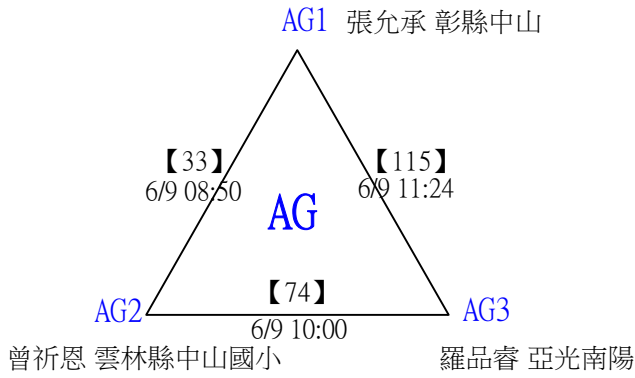 AG1 張允承 彰縣中山
【33】
6/9 08:50
【115】
6/9 11:24
AG
【74】
6/9 10:00
AG2
AG3
曾祈恩 雲林縣中山國小
羅品睿 亞光南陽